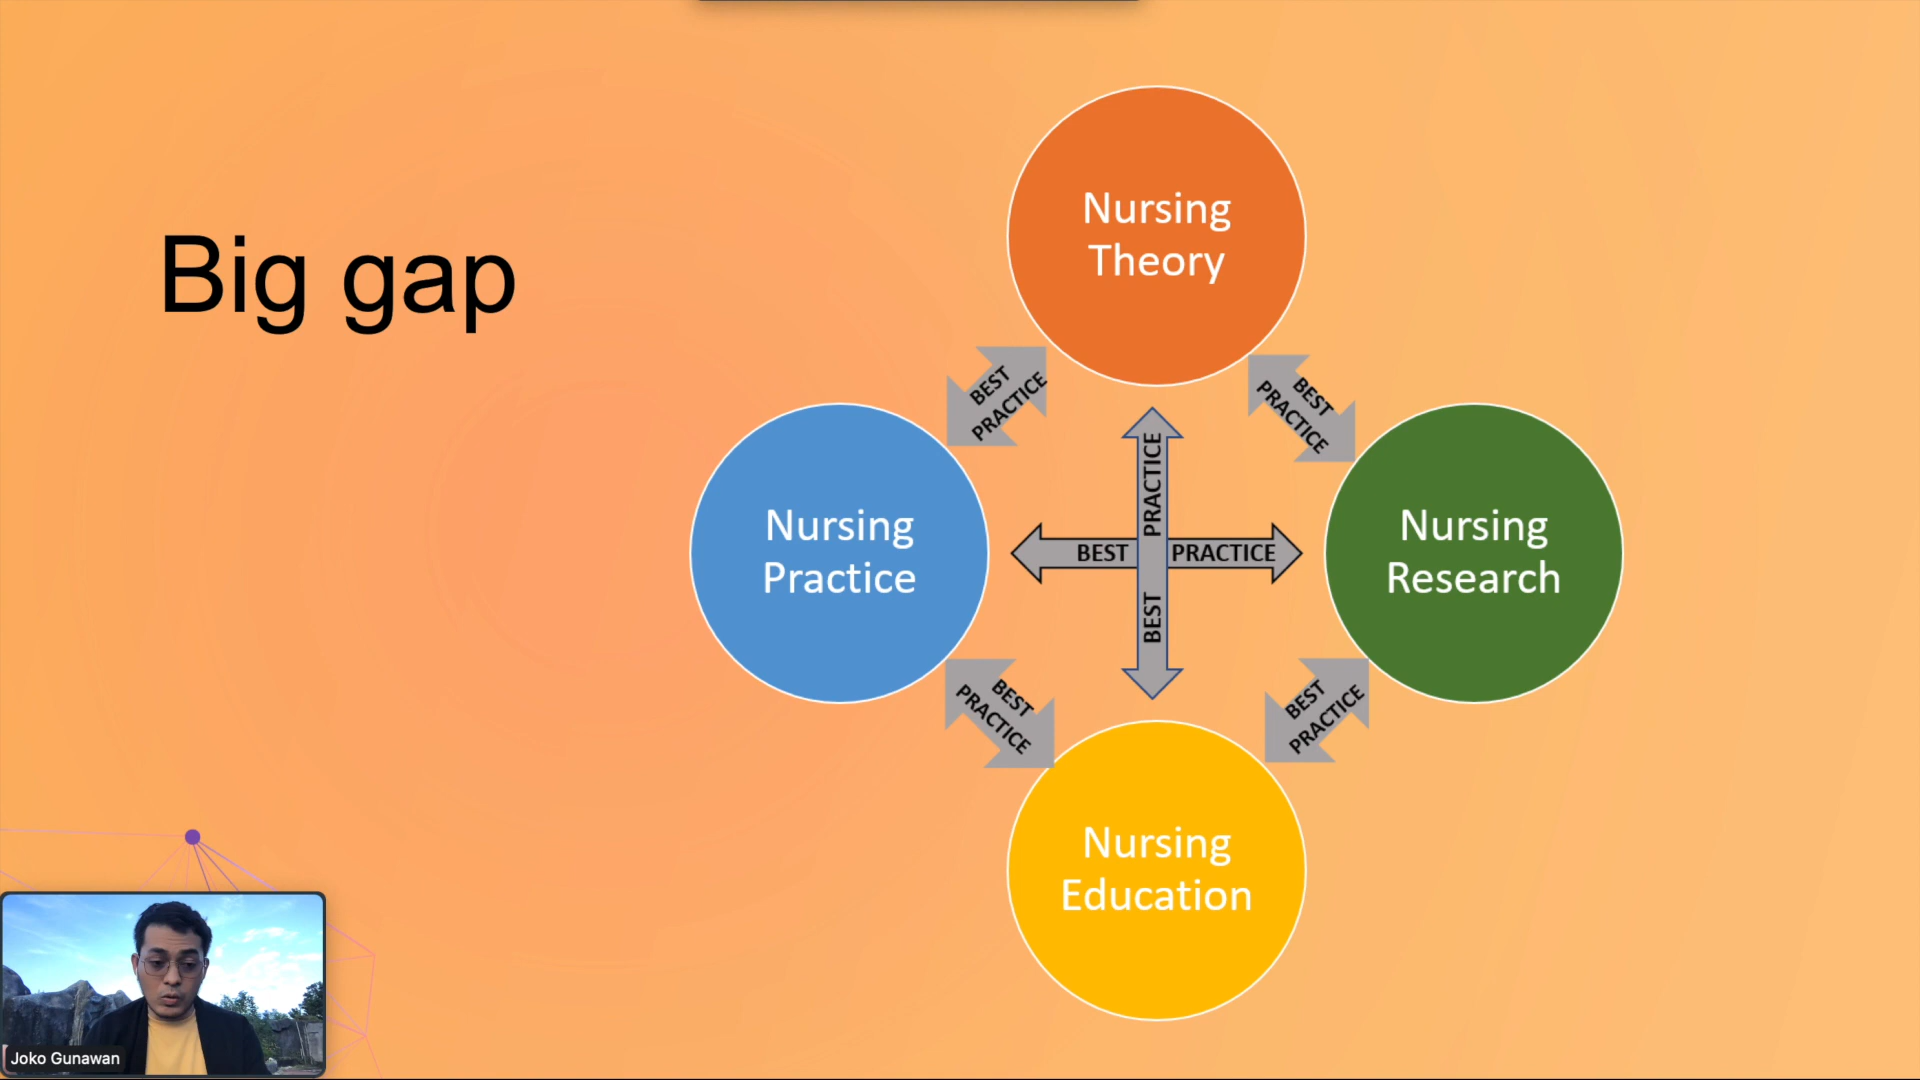 Big gap
Nursing
Theory
BEST
PRACTICE
BEST
PRACTICE
Nursing
Practice
BEST PRACTICE
BEST PRACTICE
Nursing
Research
BEST
PRACTICE
BEST
PRACTICE
Nursing
Education
Joko Gunawan